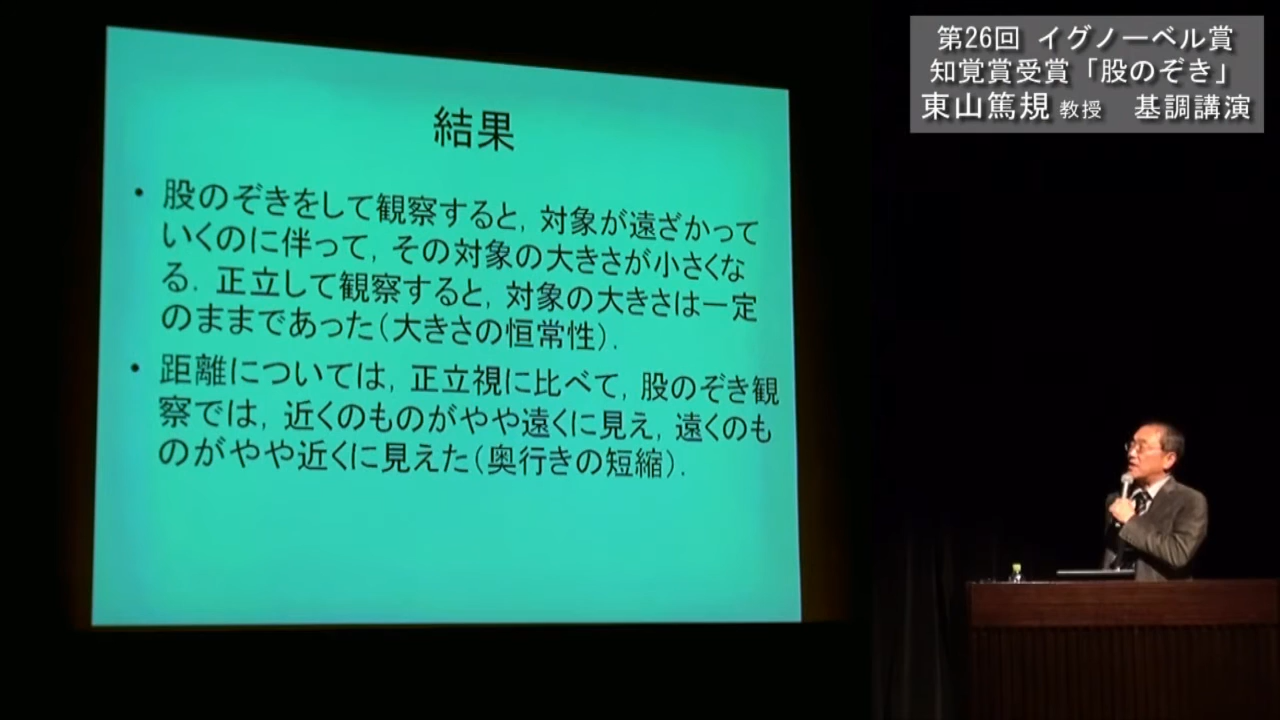 第26回 イグノーベル賞
知覚賞受賞「股のぞき」
東山篤規 教授 基調講演
結果
• 股のぞきをして観察すると，対象が遠ざかって
いくのに伴って，その対象の大きさが小さくな
る．正立して観察すると，対象の大きさは一定
のままであった（大きさの恒常性）．
• 距離については，正立視に比べて，股のぞき観
察では，近くのものがやや遠くに見え，遠くのも
のがやや近くに見えた（奥行きの短縮）．